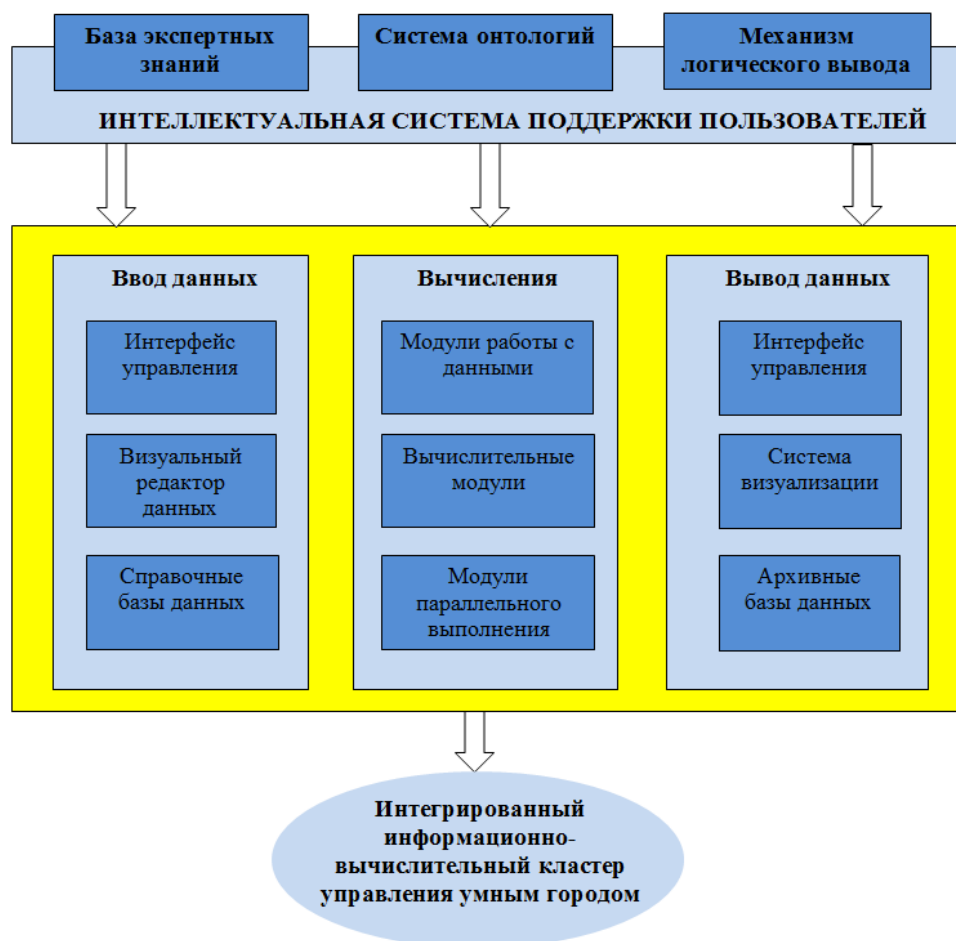 База экспертных
знаний
Система онтологий
Механизм
логического вывода
ИНТЕЛЛЕКТУАЛЬНАЯ СИСТЕМА ПОДДЕРЖКИ ПОЛЬЗОВАТЕЛЕЙ
Ввод данных
Интерфейс
управления
Визуальный
редактор
данных
Справочные
базы данных
Вычисления
Модули работы с
данными
Вычислительные
модули
Модули
параллельного
выполнения
Вывод данных
Интерфейс
управления
Система
визуализации
Архивные
базы данных
Интегрированный
информационно-
вычислительный кластер
управления умным городом